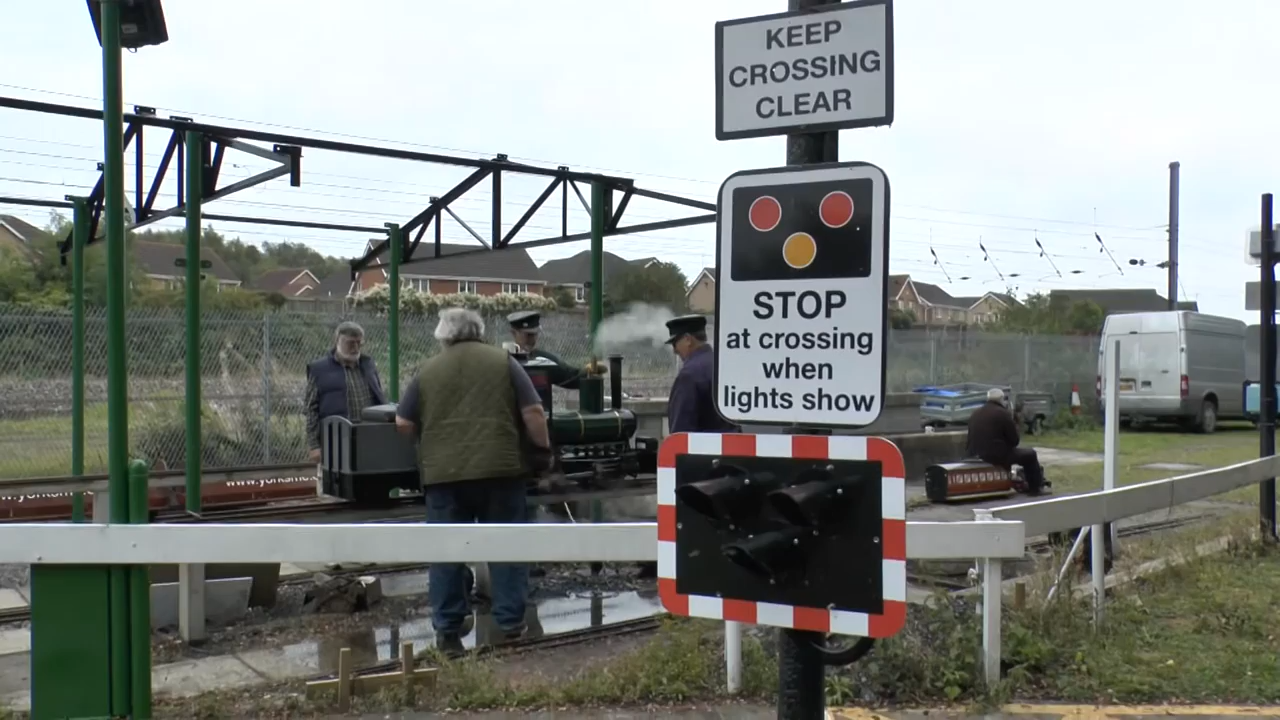 KEEP
CROSSING
CLEAR
STOP
at crossing
when
lights show